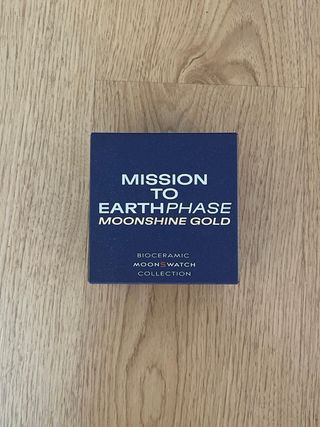 MISSION
TO
EARTHPHASE
MOONSHINE GOLD
BIOCERAMIC
MOONSWATCH
COLLECTION